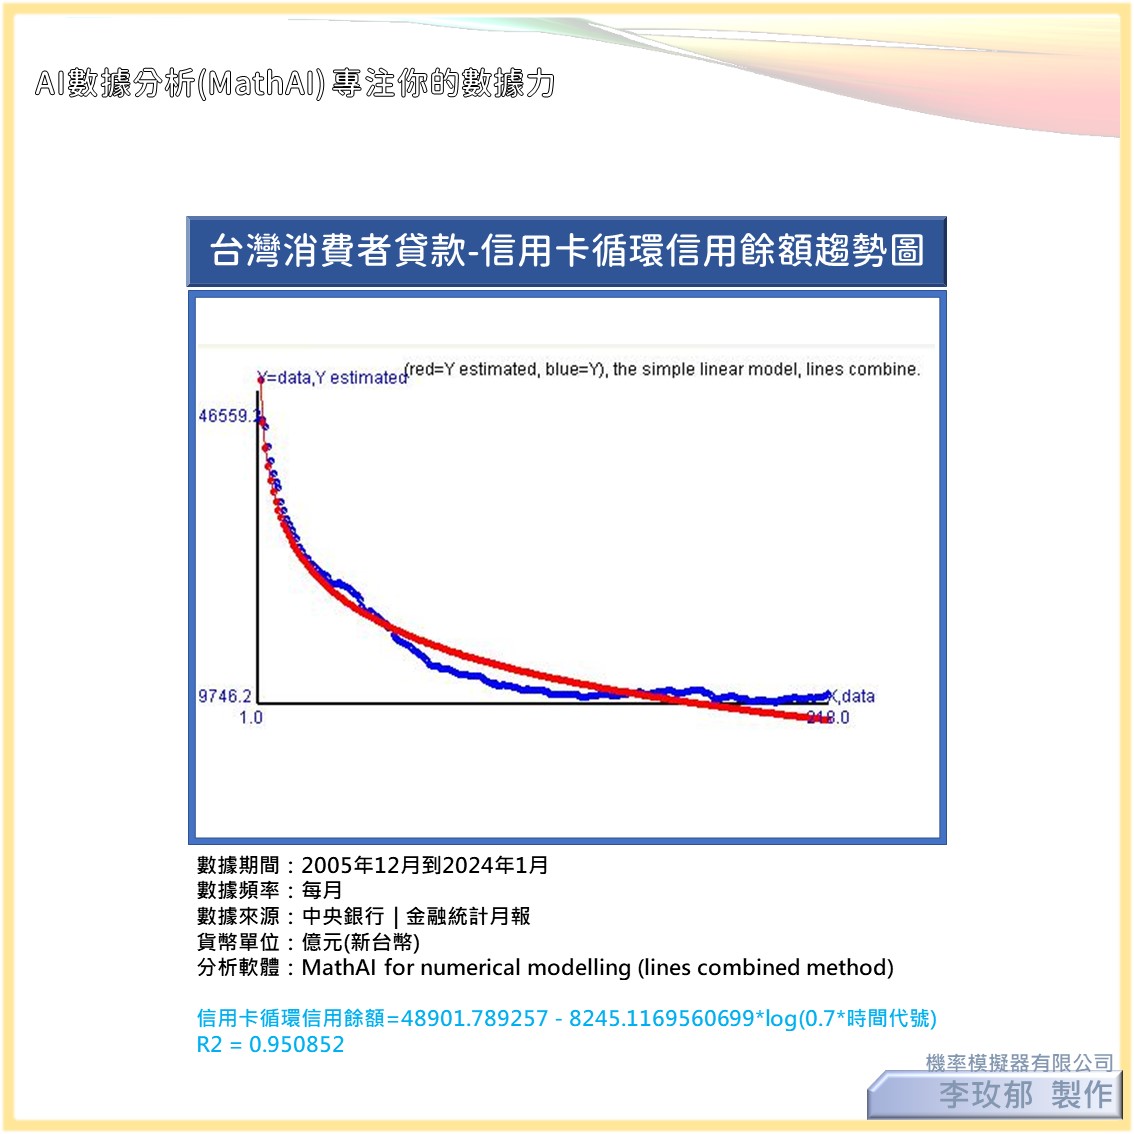 AI數據分析(MathAI) 專注你的數據力
台灣消費者貸款-信用卡循環信用餘額趨勢圖
(red=Y estimated, blue=Y), the simple linear model, lines combine.
Y=data,Y estimated
46559.2
9746.2
X,data
1.0
218.0
數據期間：2005年12月到2024年1月
數據頻率：每月
數據來源：中央銀行 | 金融統計月報
貨幣單位：億元(新台幣)
分析軟體：MathAI for numerical modelling (lines combined method)
信用卡循環信用餘額=48901.789257 - 8245.1169560699*log(0.7*時間代號)
R2 = 0.950852
機率模擬器有限公司
李玫郁 製作